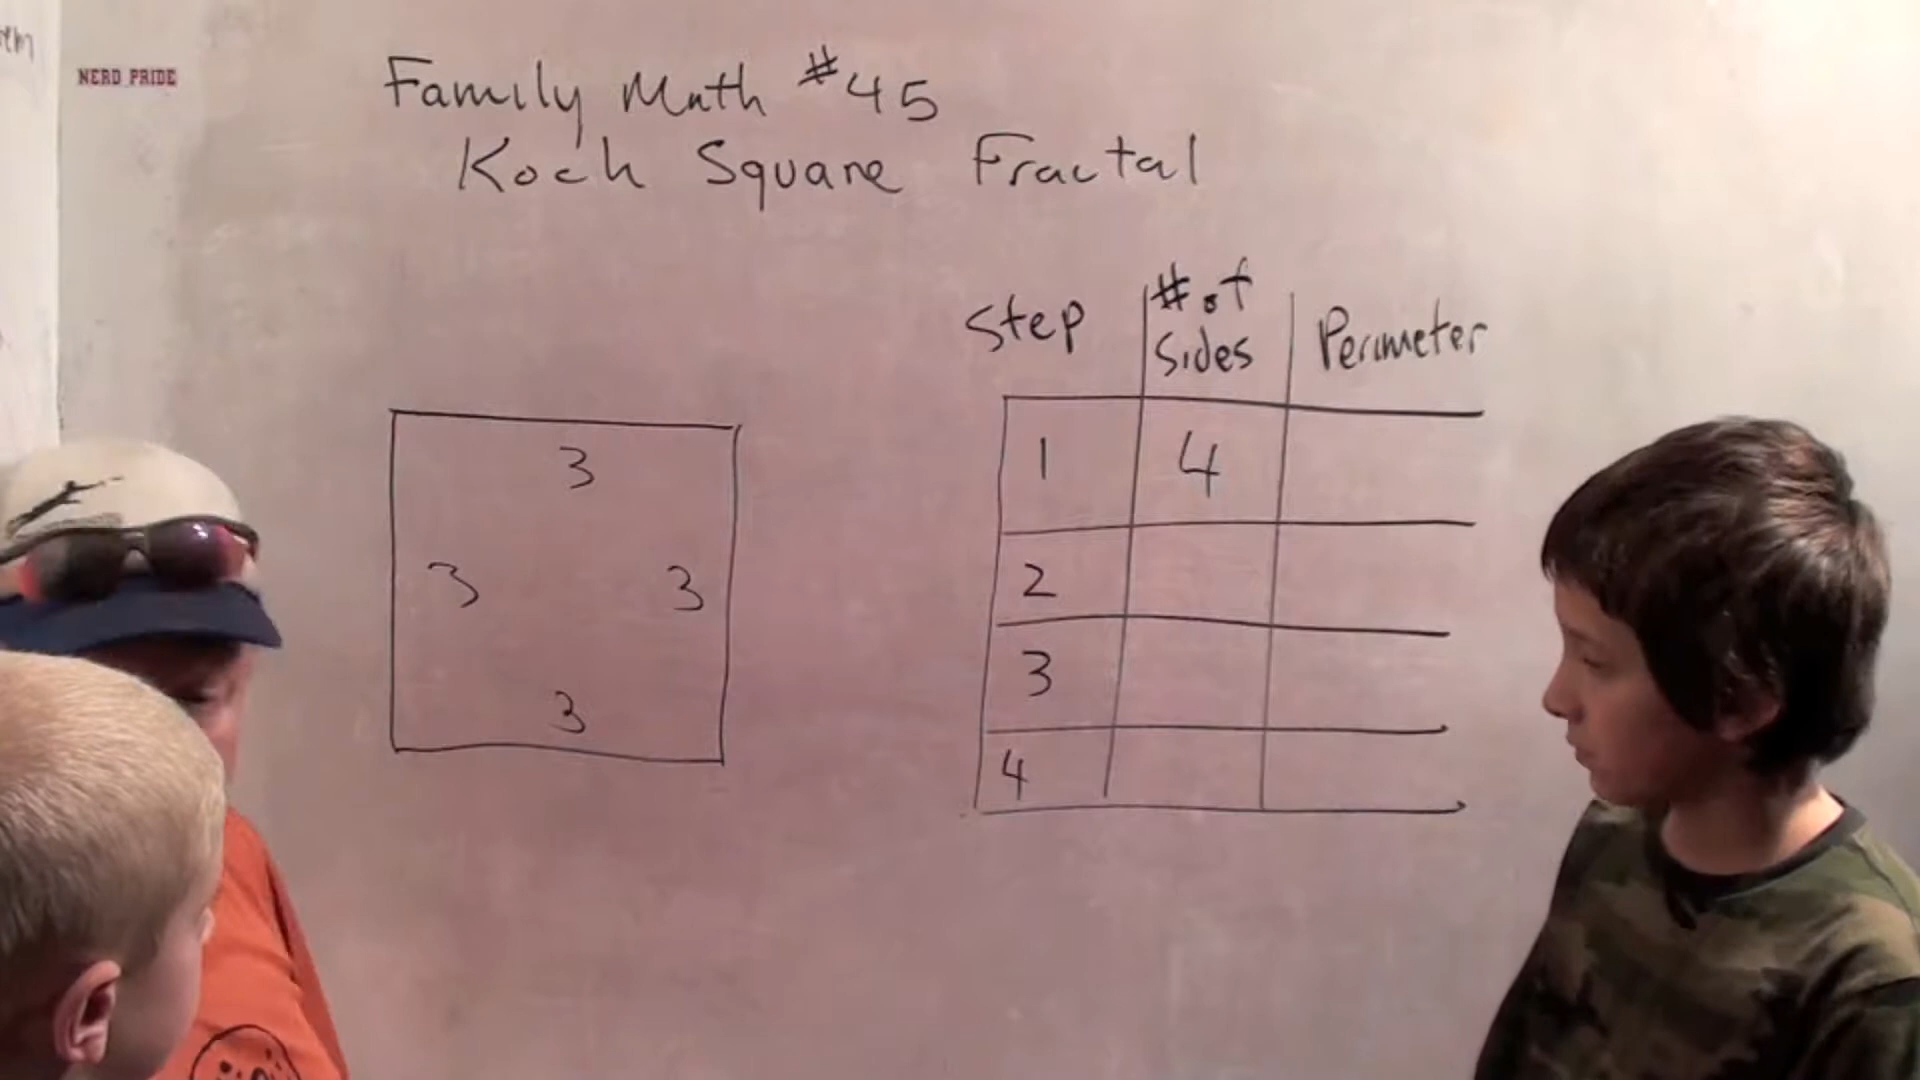 NERD PRIDE
Family Math #45
Koch Square Fractal
Step # of Sides Perimeter
3
1 4
3 3
2
3
3
4